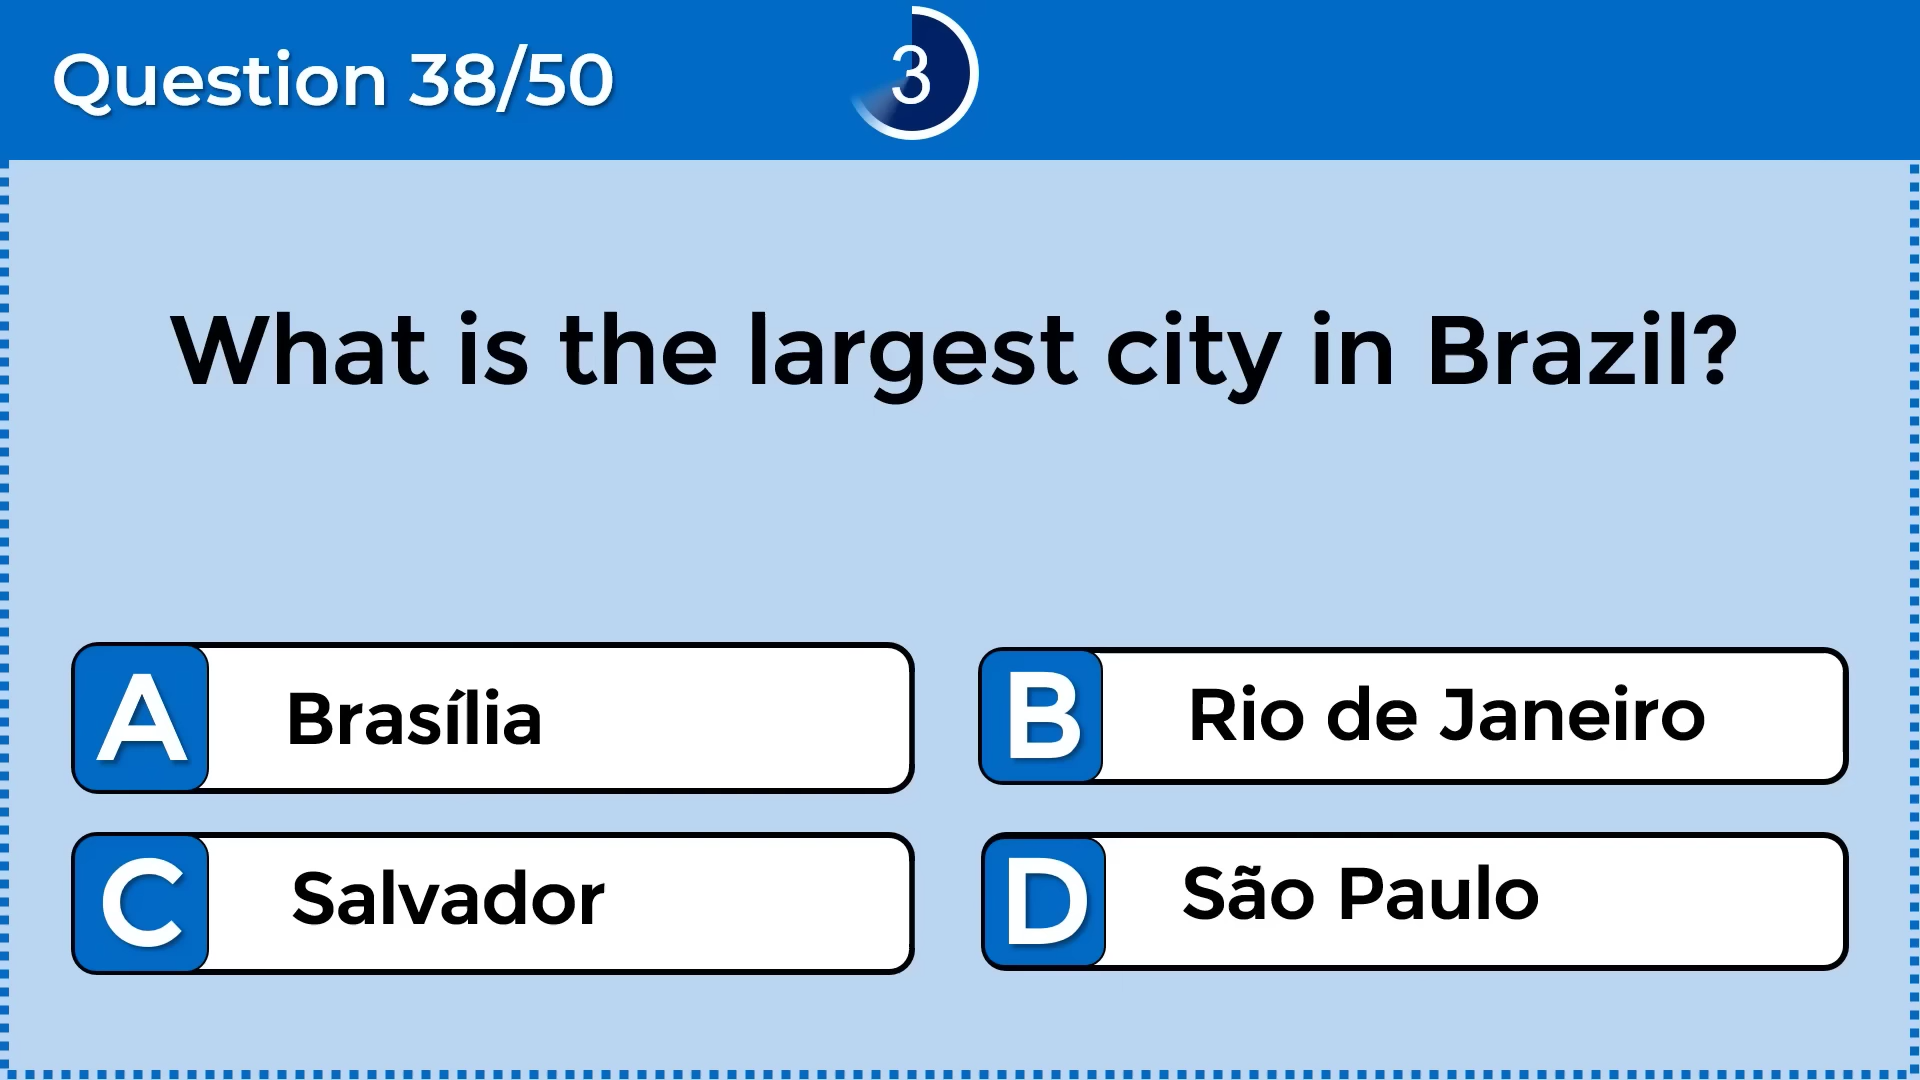 Question 38/50
3
What is the largest city in Brazil?
A Brasília
B Rio de Janeiro
C Salvador
D São Paulo